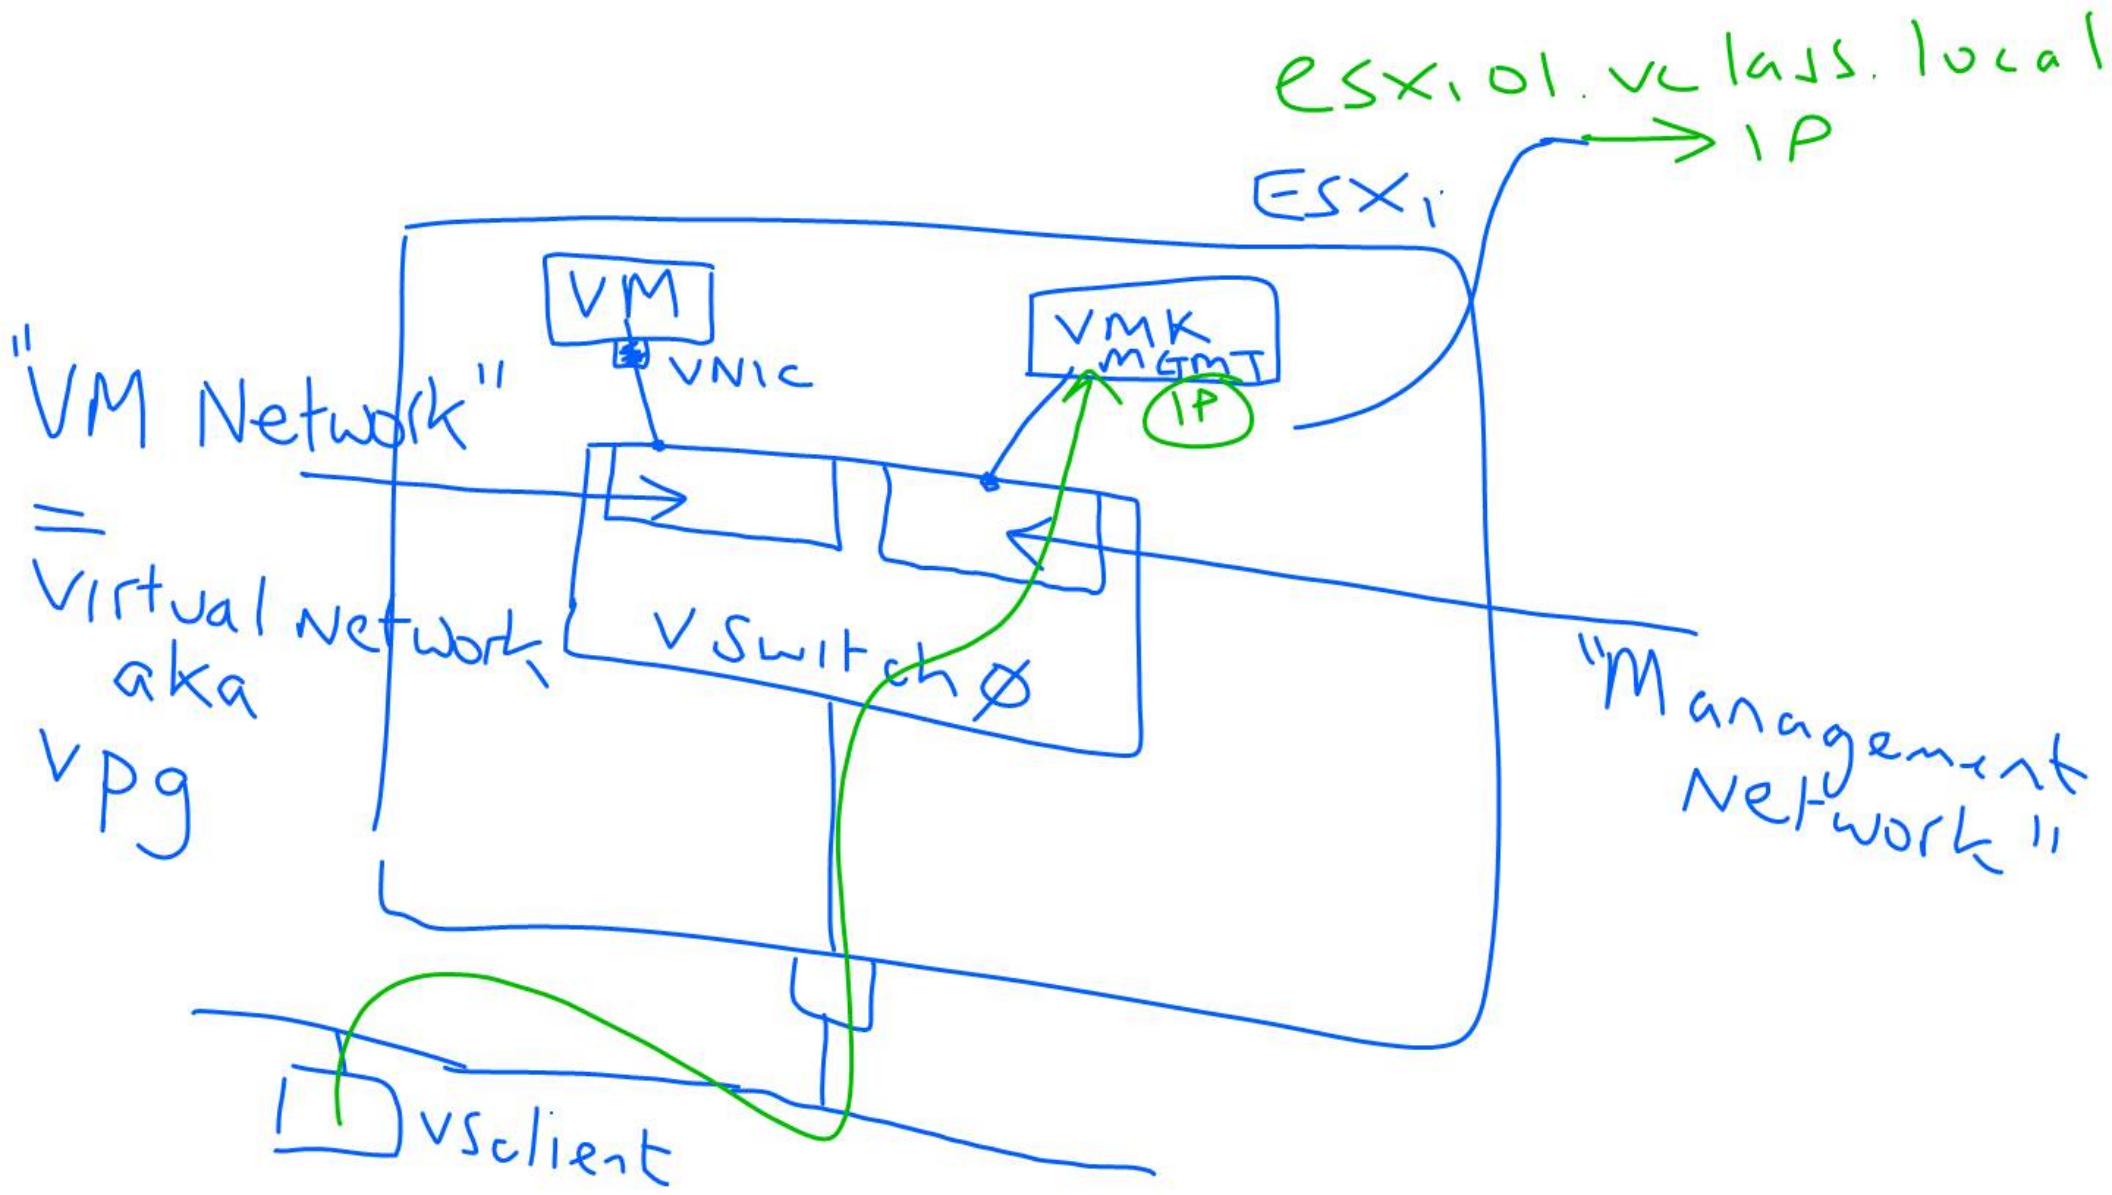 esxi01.vclass.local
IP
ESXi
VM
VNIC
VMK
MGMT
IP
"VM Network"
=
Virtual Network
aka
vpg
vSwitch Ø
"Management
Network"
vsclient